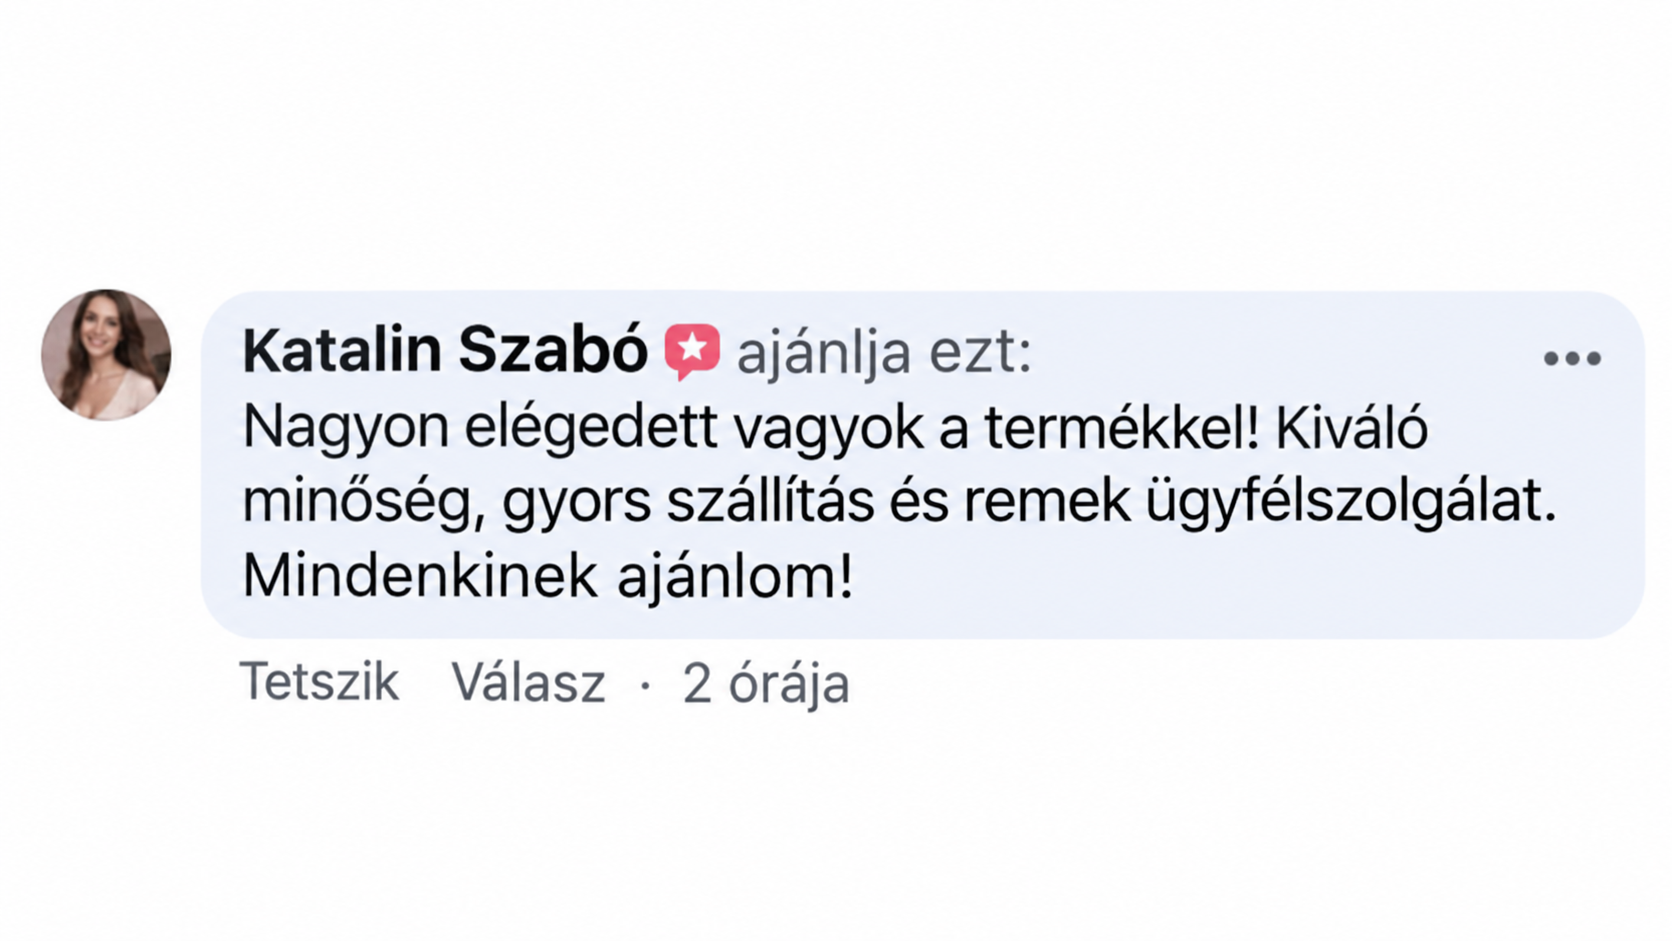 Katalin Szabó ajánlja ezt:
Nagyon elégedett vagyok a termékkel! Kiváló
minőség, gyors szállítás és remek ügyfélszolgálat.
Mindenkinek ajánlom!
Tetszik Válasz · 2 órája